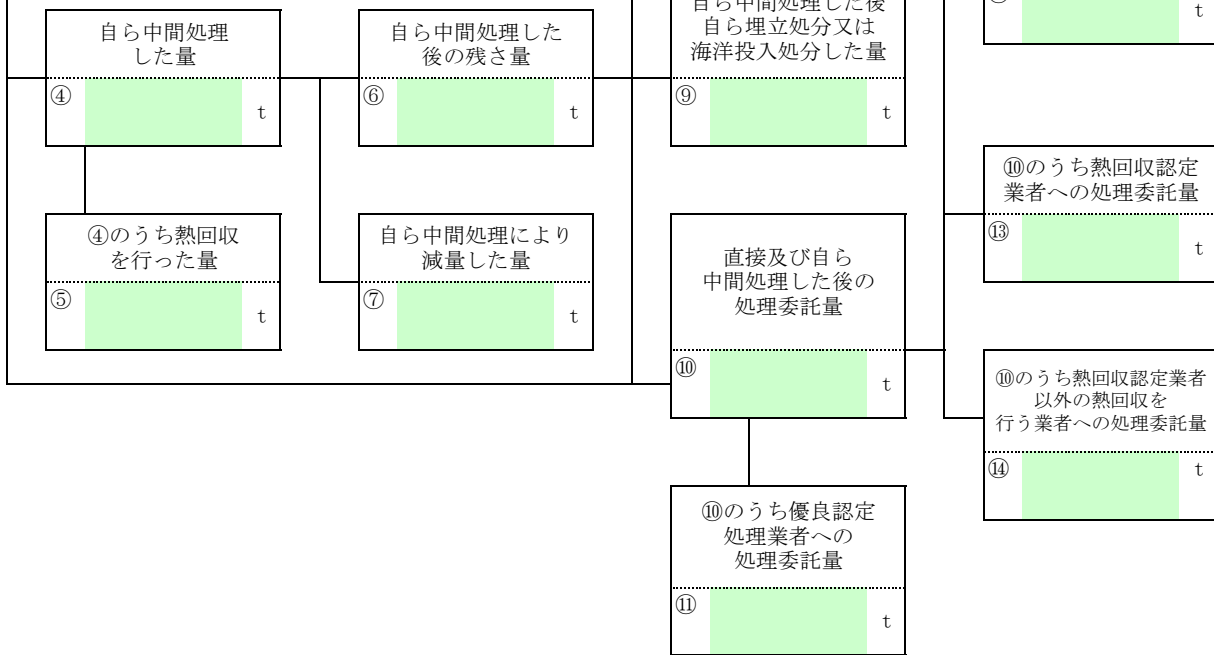 自ら中間処理した後
自ら埋立処分又は
海洋投入処分した量
⑨
t
t
自ら中間処理
した量
④
t
自ら中間処理した
後の残さ量
⑥
t
⑩のうち熱回収認定
業者への処理委託量
⑬
t
④のうち熱回収
を行った量
⑤
t
自ら中間処理により
減量した量
⑦
t
直接及び自ら
中間処理した後の
処理委託量
⑩
t
⑩のうち熱回収認定業者
以外の熱回収を
行う業者への処理委託量
⑭
t
⑩のうち優良認定
処理業者への
処理委託量
⑪
t